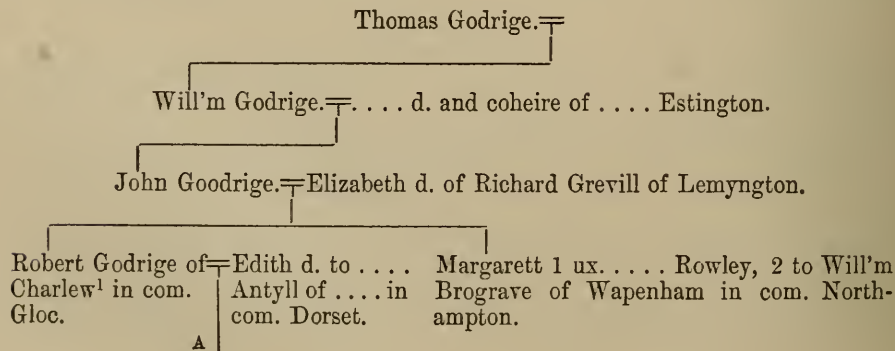 Thomas Godrige.
Will'm Godrige. . . . . d. and coheire of . . . . Estington.
John Goodrige. Elizabeth d. of Richard Grevill of Lemyngton.
Robert Godrige of
Charlew¹ in com.
Gloc.
Edith d. to . . . .
Antyll of . . . . in
com. Dorset.
Margarett 1 ux. . . . . Rowley, 2 to Will'm
Brograve of Wapenham in com. North-
ampton.
A